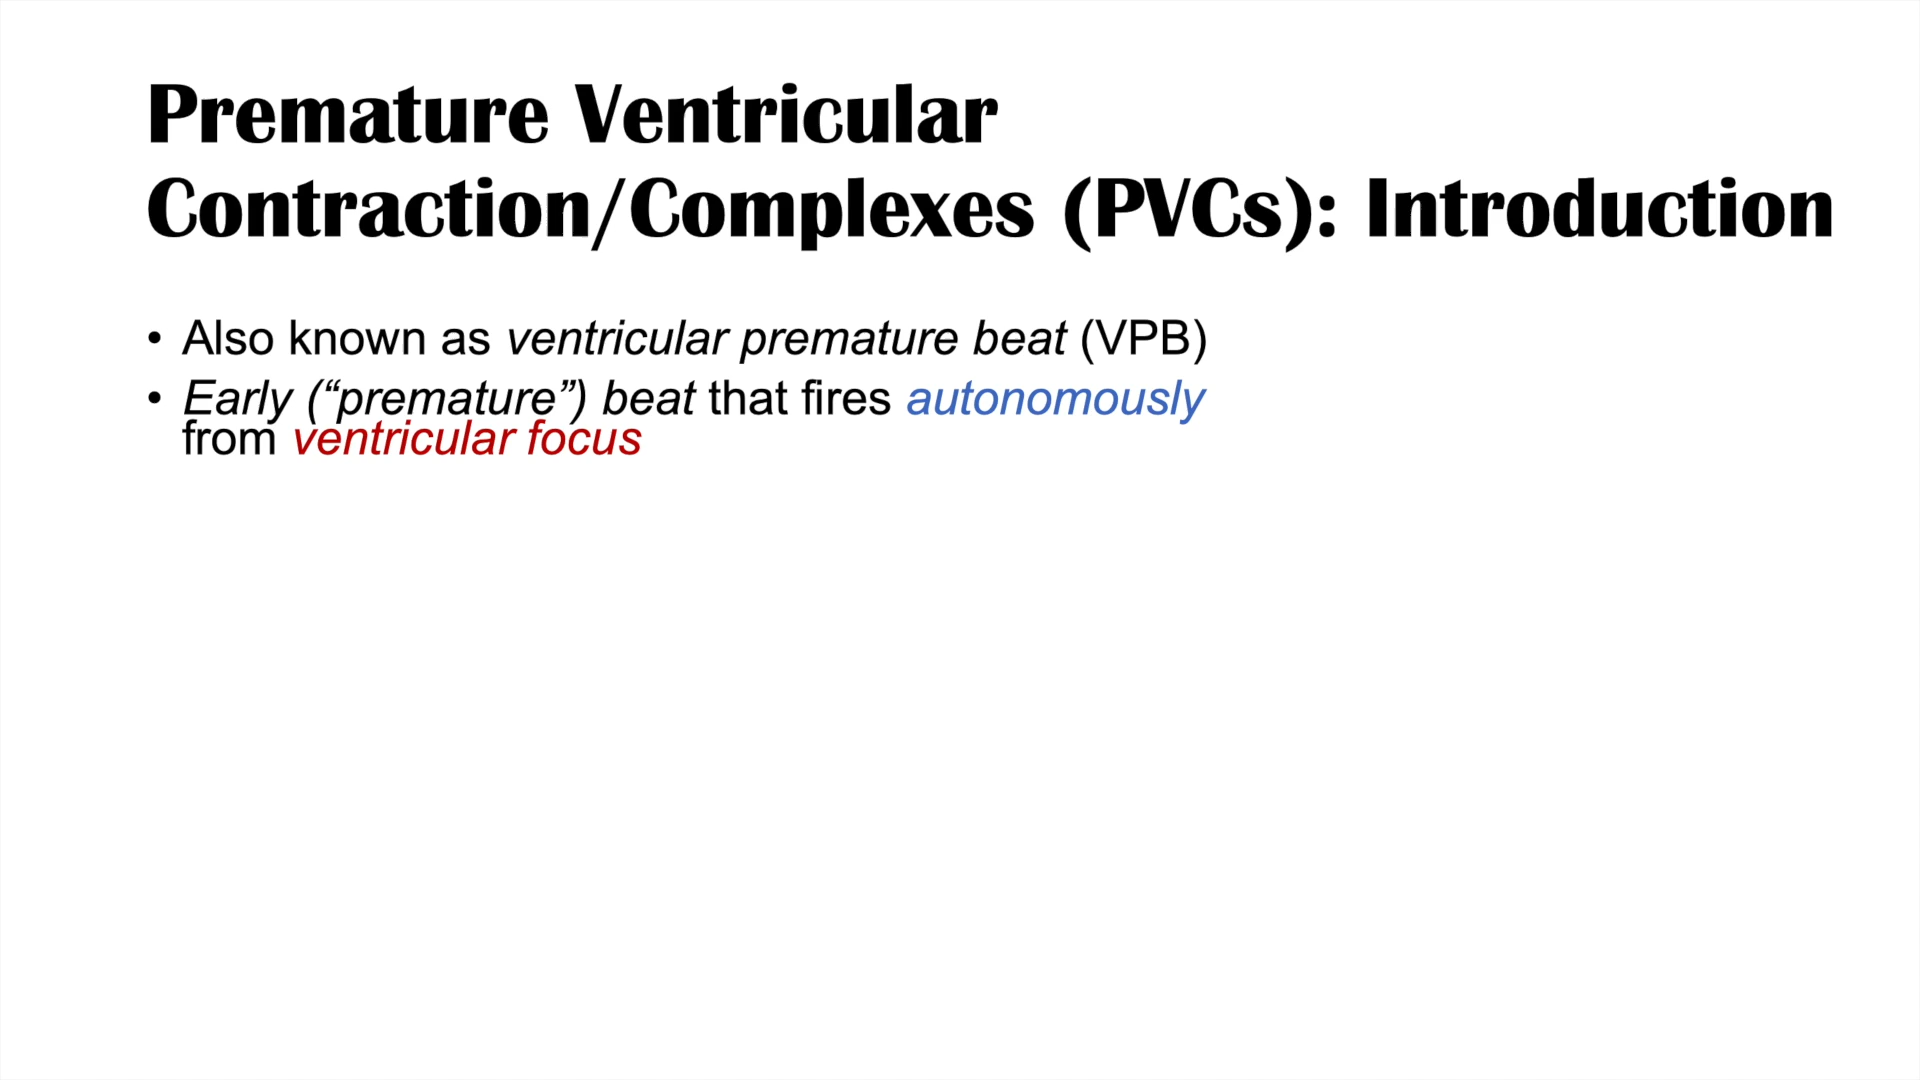 Premature Ventricular
Contraction/Complexes (PVCs): Introduction
• Also known as ventricular premature beat (VPB)
• Early (“premature”) beat that fires autonomously
from ventricular focus